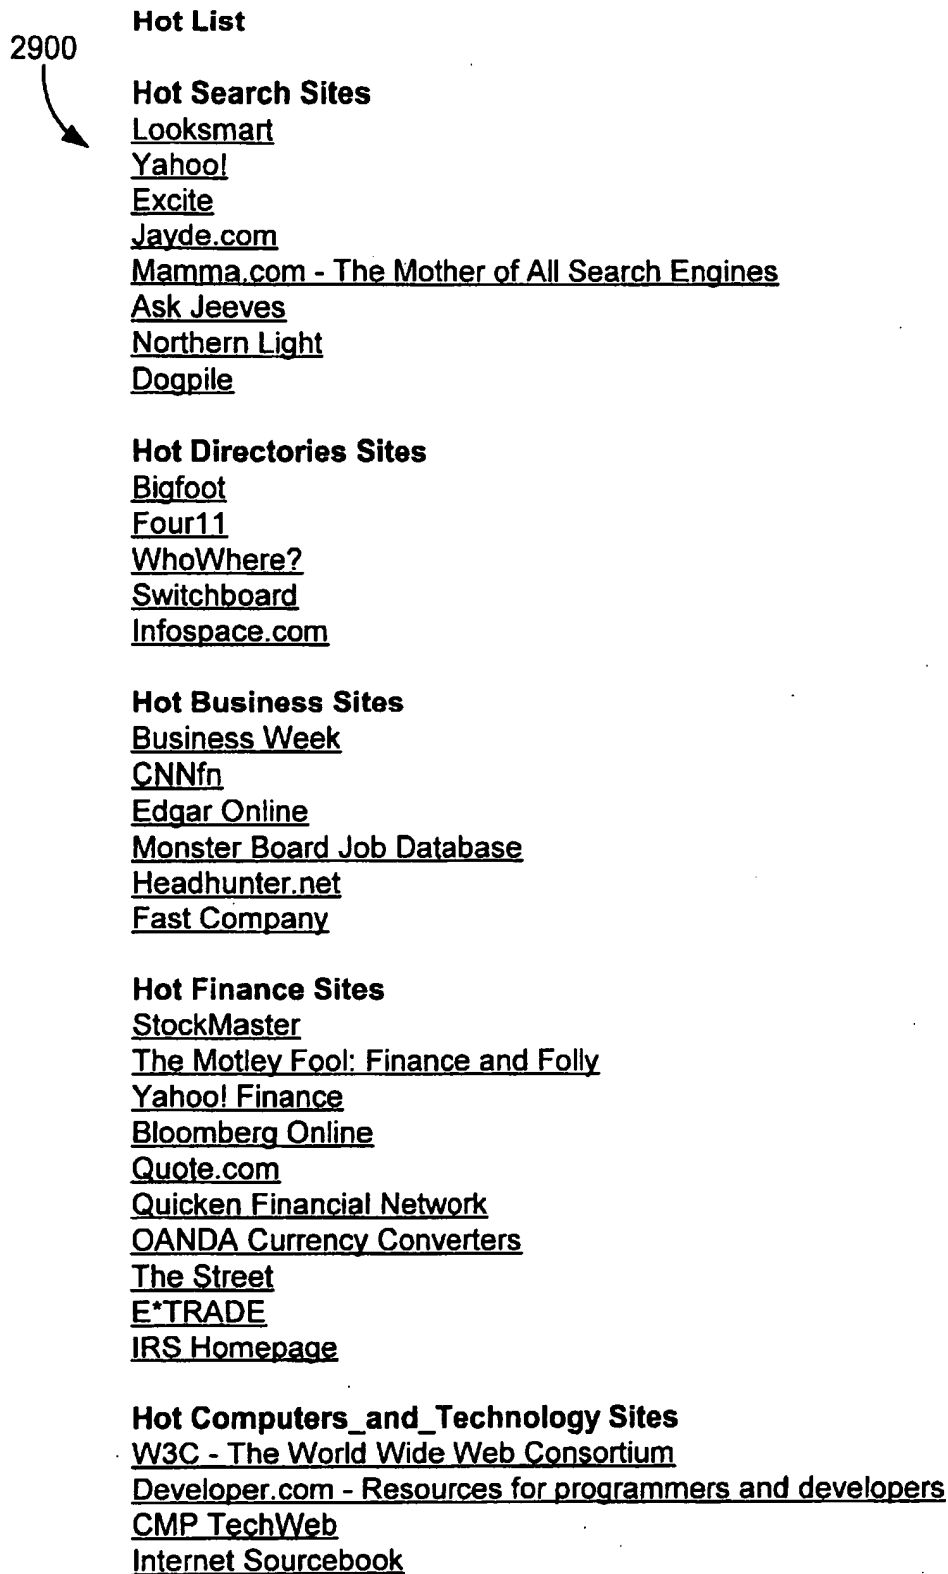 Hot List
2900
Hot Search Sites
Looksmart
Yahoo!
Excite
Jayde.com
Mamma.com - The Mother of All Search Engines
Ask Jeeves
Northern Light
Dogpile
Hot Directories Sites
Bigfoot
Four11
WhoWhere?
Switchboard
Infospace.com
Hot Business Sites
Business Week
CNNfn
Edgar Online
Monster Board Job Database
Headhunter.net
Fast Company
Hot Finance Sites
StockMaster
The Motley Fool: Finance and Folly
Yahoo! Finance
Bloomberg Online
Quote.com
Quicken Financial Network
OANDA Currency Converters
The Street
E*TRADE
IRS Homepage
Hot Computers_and_Technology Sites
W3C - The World Wide Web Consortium
Developer.com - Resources for programmers and developers
CMP TechWeb
Internet Sourcebook